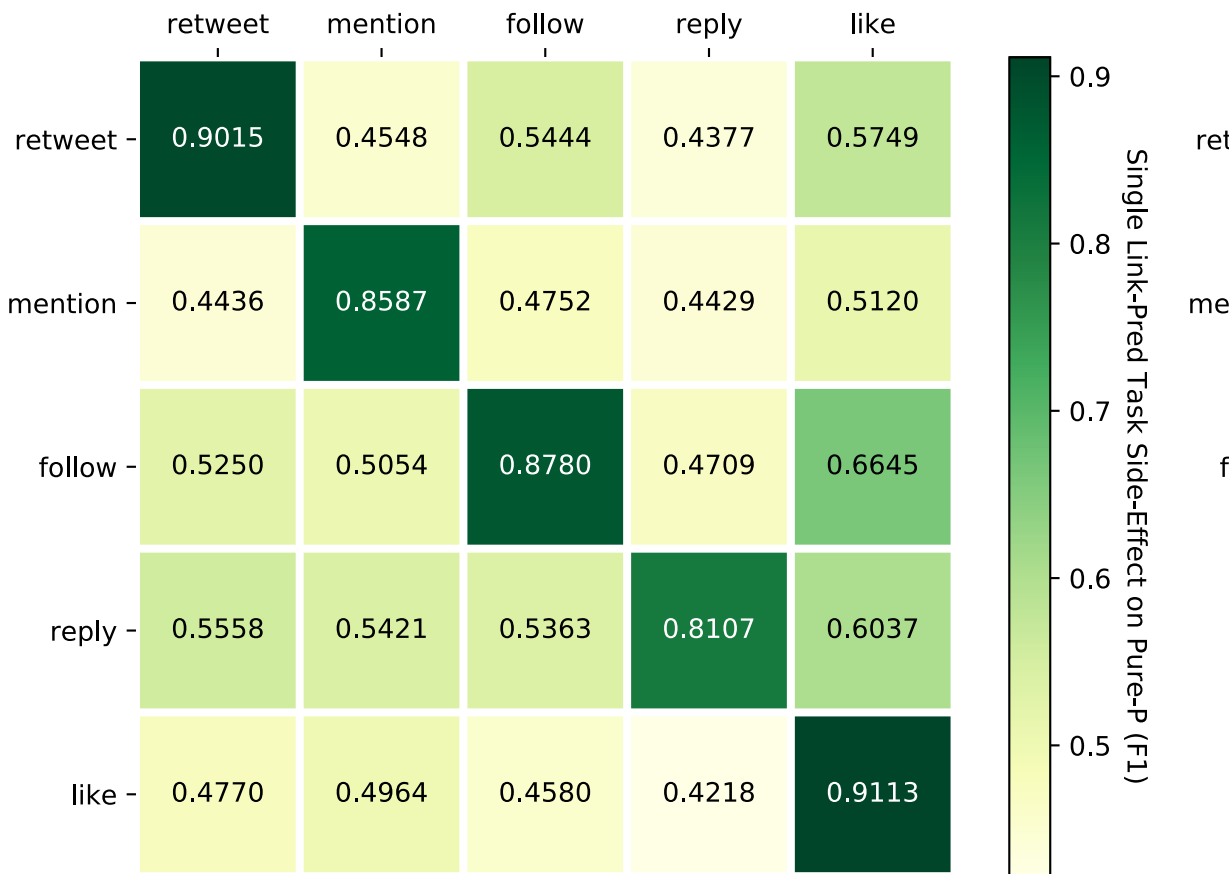 retweet mention follow reply like
retweet 0.9015 0.4548 0.5444 0.4377 0.5749
mention 0.4436 0.8587 0.4752 0.4429 0.5120
follow 0.5250 0.5054 0.8780 0.4709 0.6645
reply 0.5558 0.5421 0.5363 0.8107 0.6037
like 0.4770 0.4964 0.4580 0.4218 0.9113
0.9
0.8
0.7
0.6
0.5
Single Link-Pred Task Side-Effect on Pure-P (F1)
ret
me
f